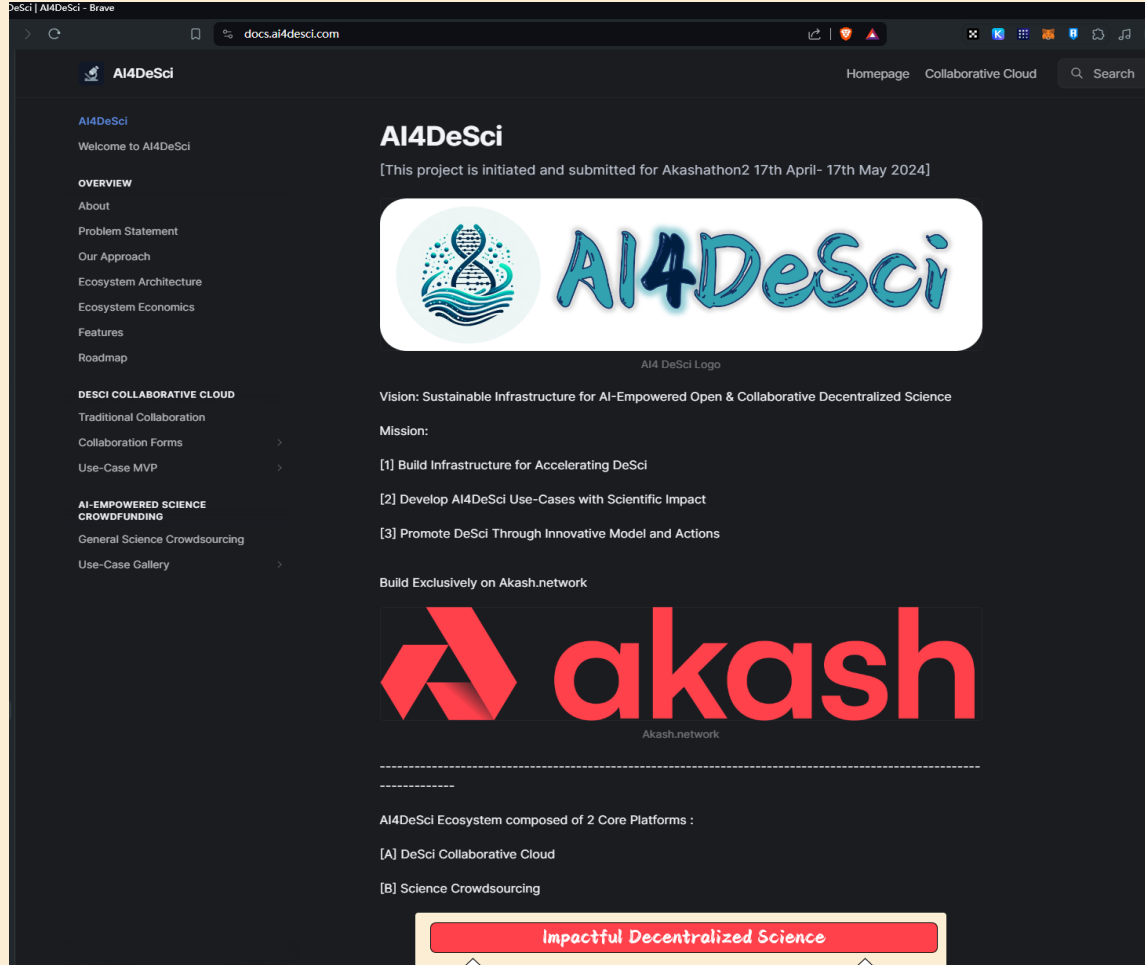 DeSci | AI4DeSci - Brave
docs.ai4desci.com
AI4DeSci
Homepage Collaborative Cloud Search
AI4DeSci
Welcome to AI4DeSci
OVERVIEW
About
Problem Statement
Our Approach
Ecosystem Architecture
Ecosystem Economics
Features
Roadmap
DESCI COLLABORATIVE CLOUD
Traditional Collaboration
Collaboration Forms
Use-Case MVP
AI-EMPOWERED SCIENCE
CROWDFUNDING
General Science Crowdsourcing
Use-Case Gallery
AI4DeSci
[This project is initiated and submitted for Akashathon2 17th April- 17th May 2024]
AI4DeSci
AI4 DeSci Logo
Vision: Sustainable Infrastructure for AI-Empowered Open & Collaborative Decentralized Science
Mission:
[1] Build Infrastructure for Accelerating DeSci
[2] Develop AI4DeSci Use-Cases with Scientific Impact
[3] Promote DeSci Through Innovative Model and Actions
Build Exclusively on Akash.network
akash
Akash.network
--------------------------------------------------------------------------------------------------------
-------------
AI4DeSci Ecosystem composed of 2 Core Platforms :
[A] DeSci Collaborative Cloud
[B] Science Crowdsourcing
Impactful Decentralized Science